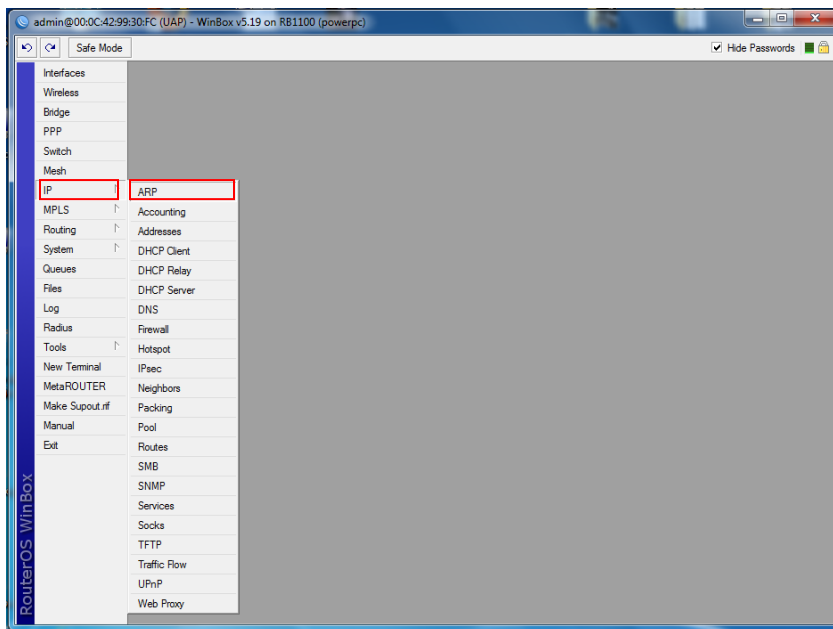 admin@00:0C:42:99:30:FC (UAP) - WinBox v5.19 on RB1100 (powerpc)
Safe Mode
Hide Passwords
Interfaces
Wireless
Bridge
PPP
Switch
Mesh
IP
MPLS
Routing
System
Queues
Files
Log
Radius
Tools
New Terminal
MetaROUTER
Make Supout.rif
Manual
Exit
ARP
Accounting
Addresses
DHCP Client
DHCP Relay
DHCP Server
DNS
Firewall
Hotspot
IPsec
Neighbors
Packing
Pool
Routes
SMB
SNMP
Services
Socks
TFTP
Traffic Flow
UPnP
Web Proxy
RouterOS WinBox